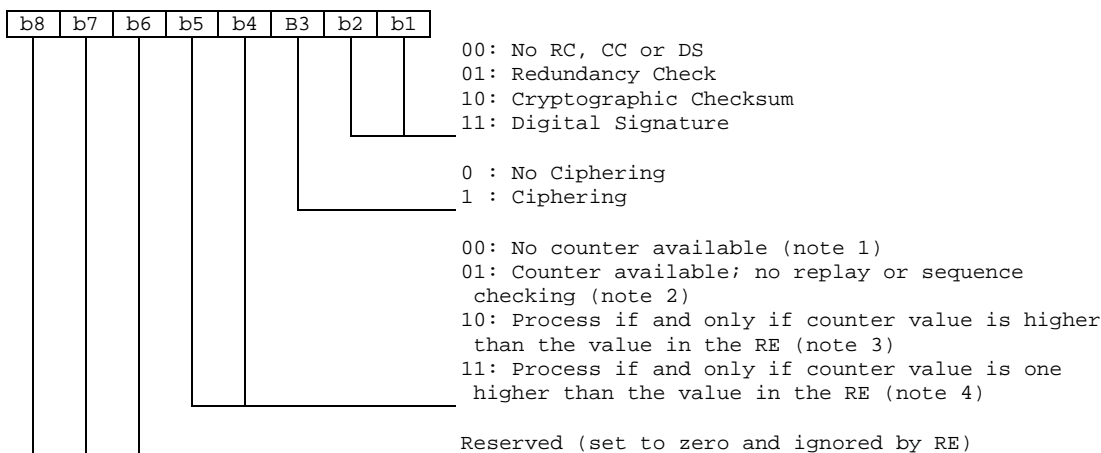 b8 b7 b6 b5 b4 B3 b2 b1
00: No RC, CC or DS
01: Redundancy Check
10: Cryptographic Checksum
11: Digital Signature
0 : No Ciphering
1 : Ciphering
00: No counter available (note 1)
01: Counter available; no replay or sequence
checking (note 2)
10: Process if and only if counter value is higher
than the value in the RE (note 3)
11: Process if and only if counter value is one
higher than the value in the RE (note 4)
Reserved (set to zero and ignored by RE)